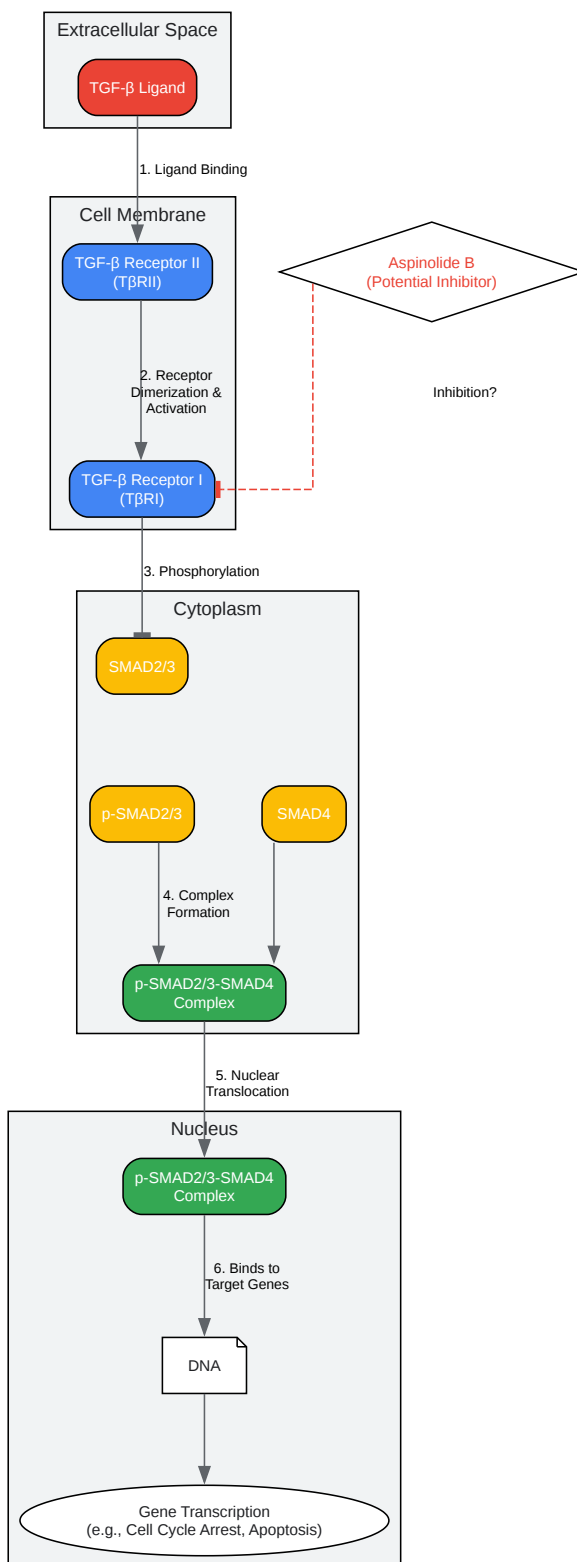 Extracellular Space
TGF-β Ligand
1. Ligand Binding
Cell Membrane
TGF-β Receptor II
(TβRII)
Aspinolide B
(Potential Inhibitor)
2. Receptor
Dimerization &
Activation
Inhibition?
TGF-β Receptor I
(TβRI)
3. Phosphorylation
Cytoplasm
SMAD2/3
p-SMAD2/3
SMAD4
4. Complex
Formation
p-SMAD2/3-SMAD4
Complex
5. Nuclear
Translocation
Nucleus
p-SMAD2/3-SMAD4
Complex
6. Binds to
Target Genes
DNA
Gene Transcription
(e.g., Cell Cycle Arrest, Apoptosis)